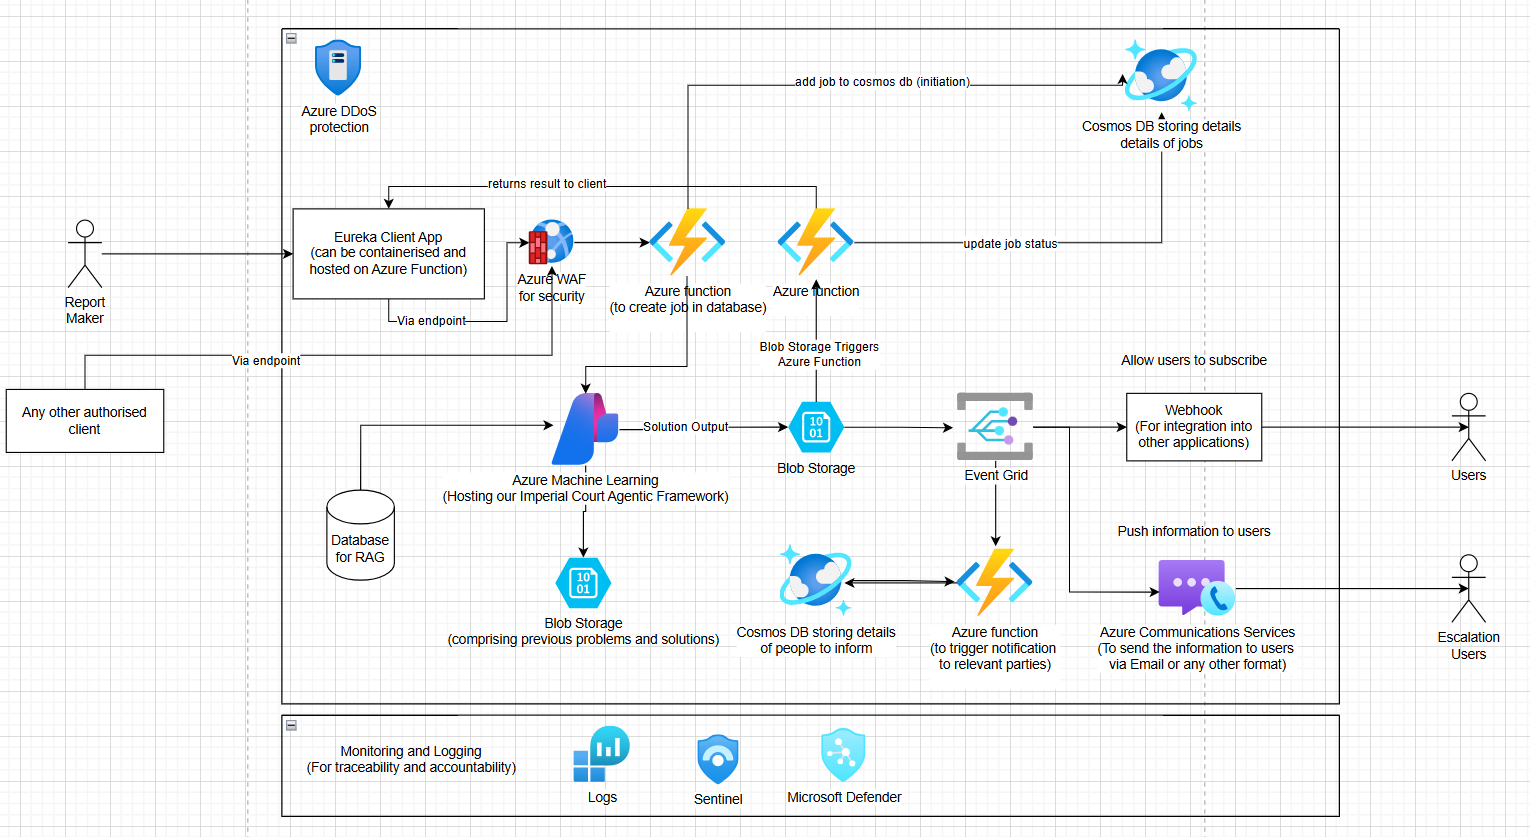 Azure DDoS
protection
add job to cosmos db (initiation)
Cosmos DB storing details
details of jobs
returns result to client
Eureka Client App
(can be containerised and
hosted on Azure Function)
Report
Maker
Via endpoint
Azure WAF
for security
Azure function
(to create job in database)
Azure function
update job status
Via endpoint
Any other authorised
client
Blob Storage Triggers
Azure Function
Allow users to subscribe
Webhook
(For integration into
other applications)
Users
Solution Output
10
01
Blob Storage
Event Grid
Azure Machine Learning
(Hosting our Imperial Court Agentic Framework)
Database
for RAG
10
01
Blob Storage
(comprising previous problems and solutions)
Cosmos DB storing details
of people to inform
Azure function
(to trigger notification
to relevant parties)
Push information to users
Azure Communications Services
(To send the information to users
via Email or any other format)
Escalation
Users
Monitoring and Logging
(For traceability and accountability)
Logs
Sentinel
Microsoft Defender